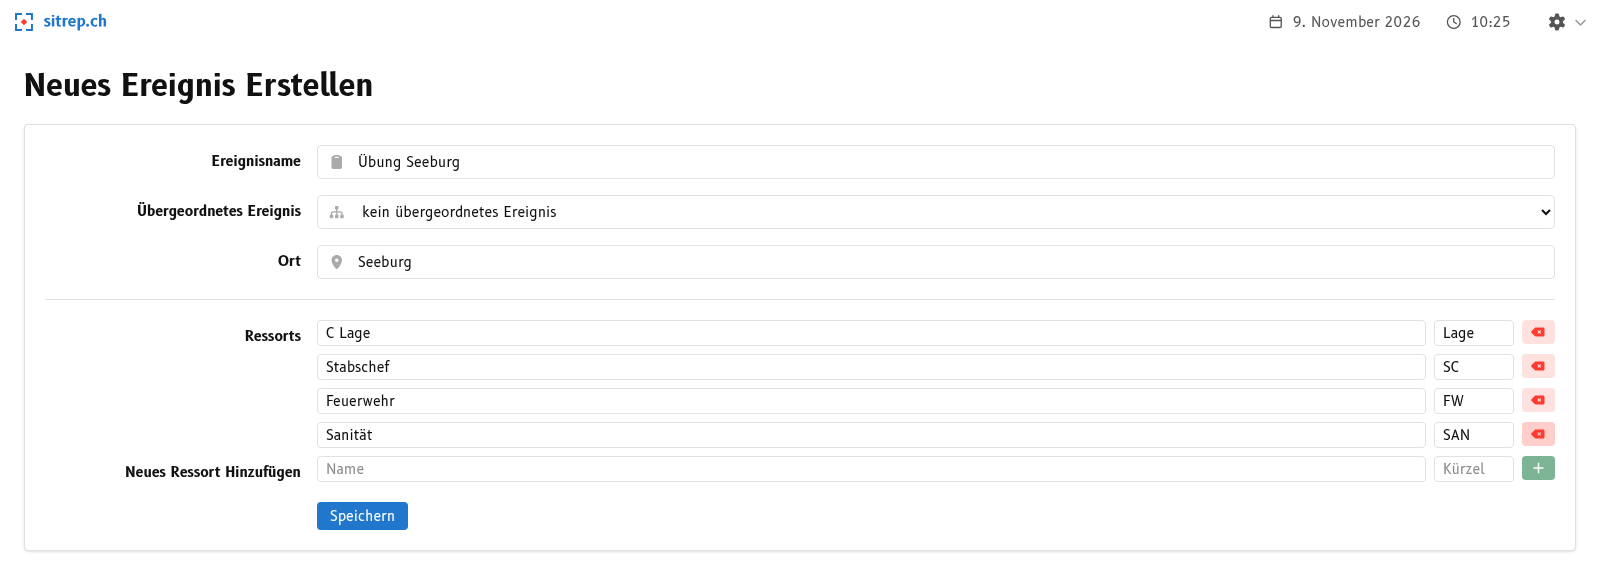 sitrep.ch 9. November 2026 10:25
Neues Ereignis Erstellen
Ereignisname Übung Seeburg
Übergeordnetes Ereignis kein übergeordnetes Ereignis
Ort Seeburg
Ressorts C Lage Lage
Stabschef SC
Feuerwehr FW
Sanität SAN
Neues Ressort Hinzufügen Name Kürzel
Speichern